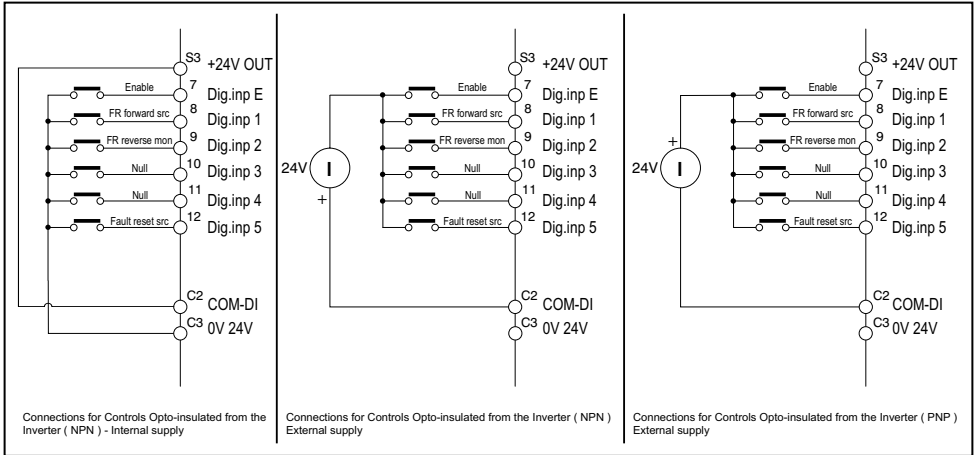 S3 +24V OUT
Enable 7 Dig.inp E
FR forward src 8 Dig.inp 1
FR reverse mon 9 Dig.inp 2
Null 10 Dig.inp 3
Null 11 Dig.inp 4
Fault reset src 12 Dig.inp 5
C2 COM-DI
C3 0V 24V
Connections for Controls Opto-insulated from the
Inverter ( NPN ) - Internal supply
S3 +24V OUT
Enable 7 Dig.inp E
FR forward src 8 Dig.inp 1
FR reverse mon 9 Dig.inp 2
24V I Null 10 Dig.inp 3
+
Null 11 Dig.inp 4
Fault reset src 12 Dig.inp 5
C2 COM-DI
C3 0V 24V
Connections for Controls Opto-insulated from the Inverter ( NPN )
External supply
S3 +24V OUT
Enable 7 Dig.inp E
FR forward src 8 Dig.inp 1
+
FR reverse mon 9 Dig.inp 2
24V I Null 10 Dig.inp 3
Null 11 Dig.inp 4
Fault reset src 12 Dig.inp 5
C2 COM-DI
C3 0V 24V
Connections for Controls Opto-insulated from the Inverter ( PNP )
External supply